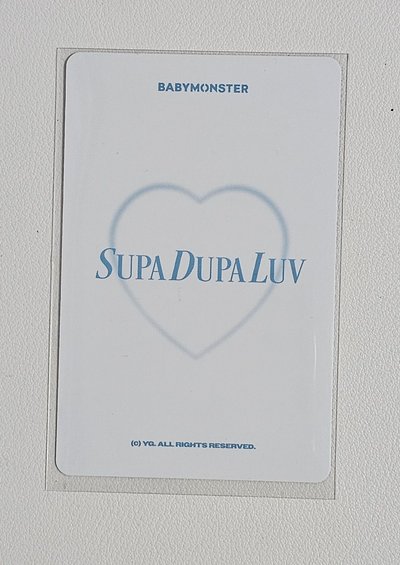 BABYMONSTER
SUPA DUPA LUV
(c) YG. ALL RIGHTS RESERVED.